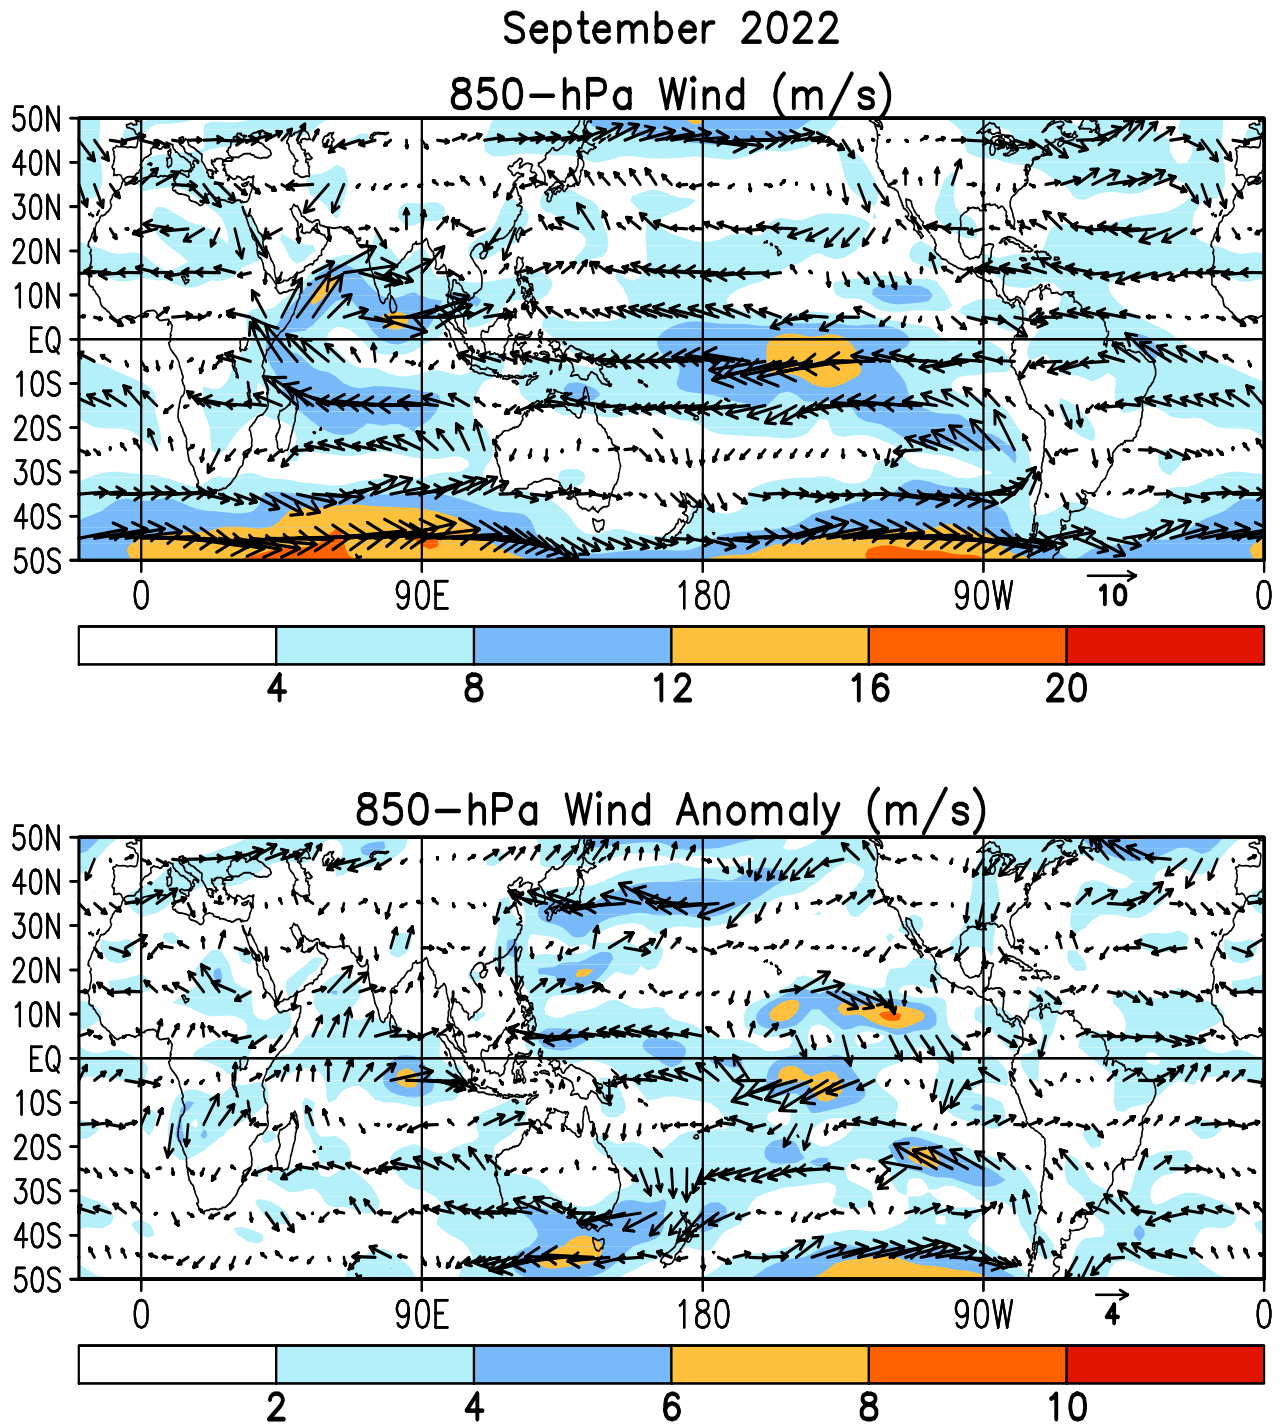 September 2022
850-hPa Wind (m/s)
50N
40N
30N
20N
10N
EQ
10S
20S
30S
40S
50S
0 90E 180 90W 0
10
4 8 12 16 20
850-hPa Wind Anomaly (m/s)
50N
40N
30N
20N
10N
EQ
10S
20S
30S
40S
50S
0 90E 180 90W 0
4
2 4 6 8 10